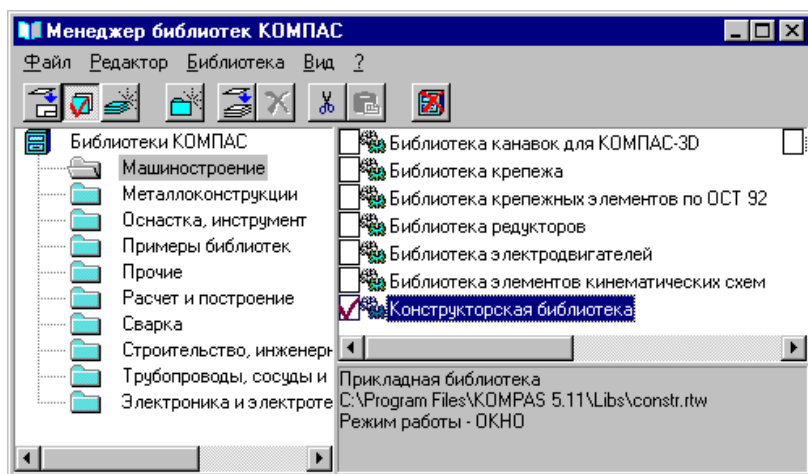 Менеджер библиотек КОМПАС
Файл Редактор Библиотека Вид ?
Библиотеки КОМПАС
Машиностроение
Металлоконструкции
Оснастка, инструмент
Примеры библиотек
Прочие
Расчет и построение
Сварка
Строительство, инженерн
Трубопроводы, сосуды и
Электроника и электроте
Библиотека канавок для КОМПАС-3D
Библиотека крепежа
Библиотека крепежных элементов по ОСТ 92
Библиотека редукторов
Библиотека электродвигателей
Библиотека элементов кинематических схем
Конструкторская библиотека
Прикладная библиотека
C:\Program Files\KOMPAS 5.11\Libs\constr.rtw
Режим работы - ОКНО